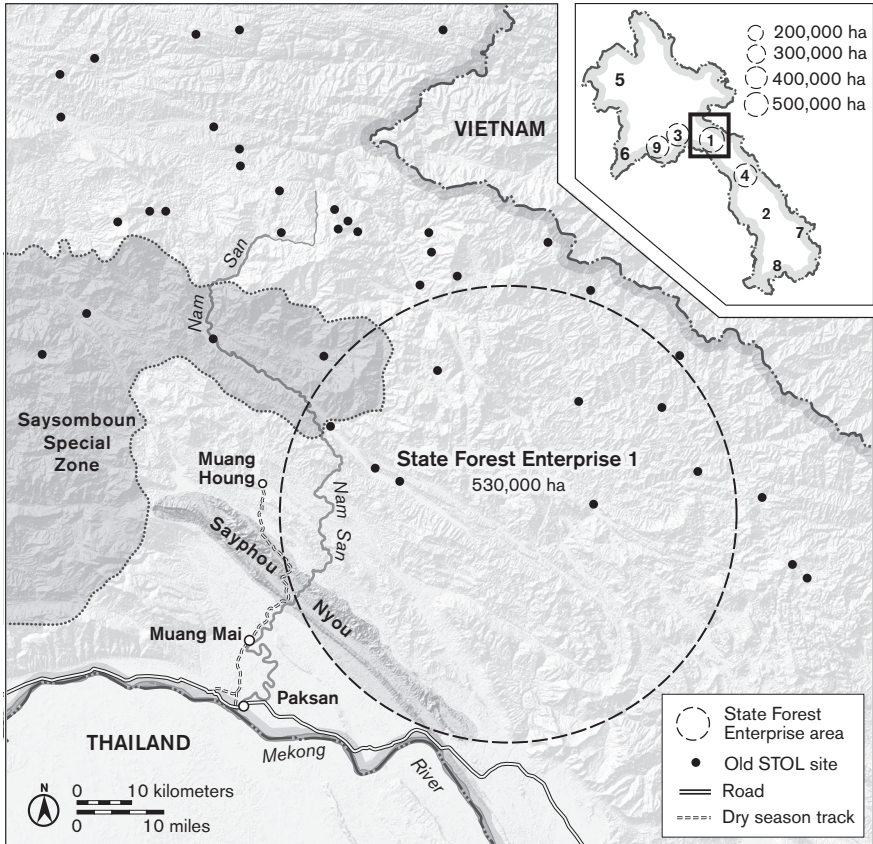 VIETNAM
200,000 ha
300,000 ha
400,000 ha
500,000 ha
5
3
1
9
6
4
2
7
8
San
Nam
Saysomboun
Special
Zone
Muang
Houng
State Forest Enterprise 1
530,000 ha
Nam San
Sayphou
Nyou
Muang Mai
Paksan
THAILAND
Mekong
River
N
0 10 kilometers
0 10 miles
State Forest
Enterprise area
Old STOL site
Road
Dry season track